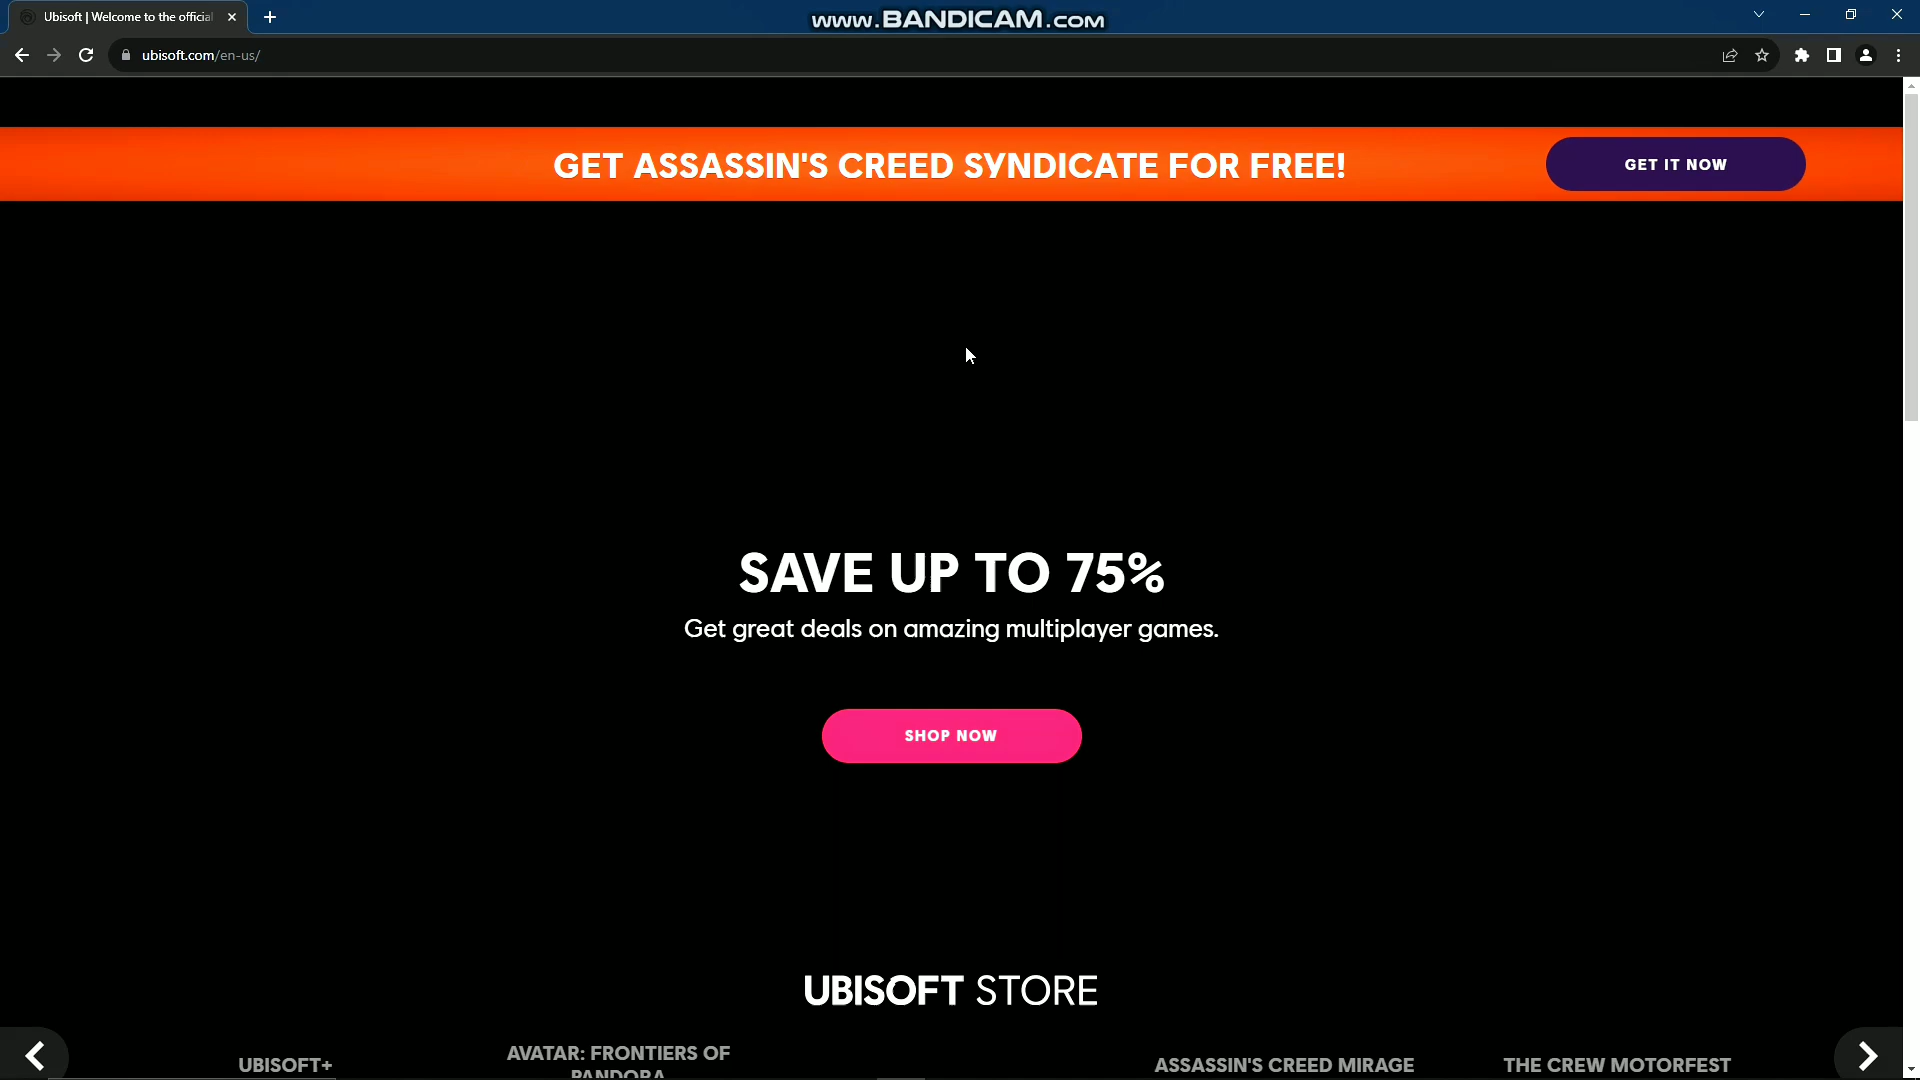 Ubisoft | Welcome to the official
www.BANDICAM.com
ubisoft.com/en-us/
GET ASSASSIN'S CREED SYNDICATE FOR FREE!
GET IT NOW
SAVE UP TO 75%
Get great deals on amazing multiplayer games.
SHOP NOW
UBISOFT STORE
UBISOFT+
AVATAR: FRONTIERS OF
PANDORA
ASSASSIN'S CREED MIRAGE
THE CREW MOTORFEST